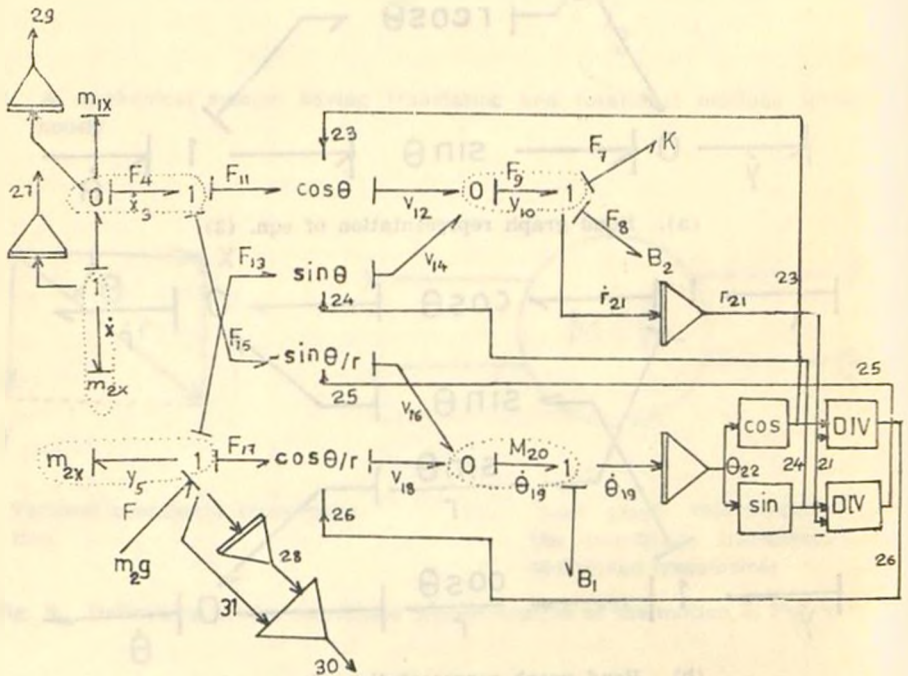 29
m1x
23
F7 K
27
0 F4 1 F11 cosθ 0 F9 1
ẋ3 V12 V10
F8
B2
F13 sinθ V14
23
1 24 ṙ21 r21
ẋ
F15 sinθ/r
25
25
m2x V16
cos DIV
m2x 1 F17 cosθ/r 0 M20 1
y5 V18 θ̇19 θ̇19 θ22 24 21
F 26 sin DIV
m2g 28 B1 26
31
30